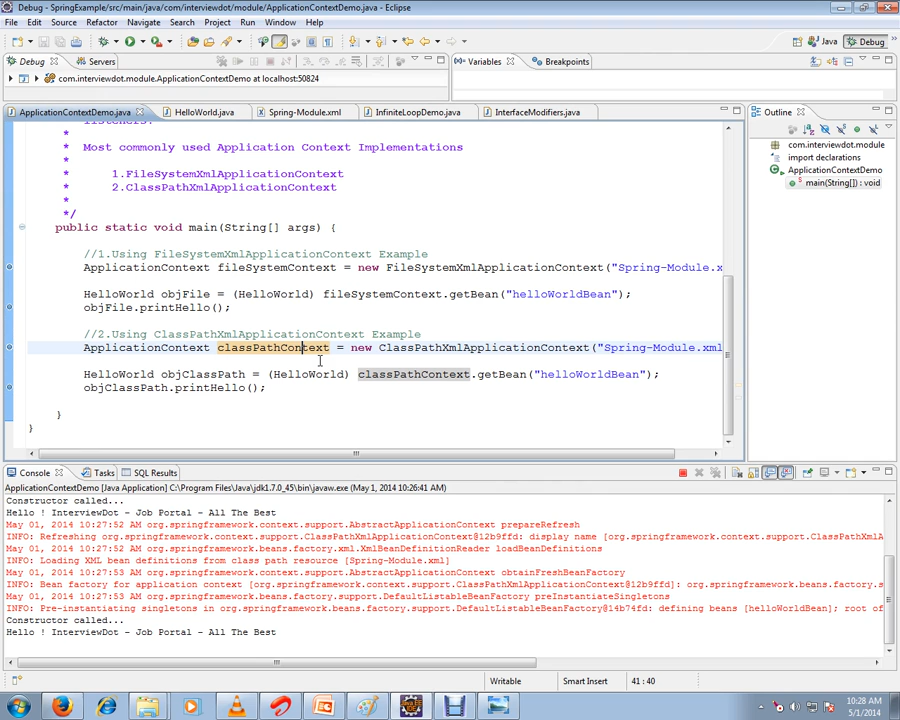 Debug - SpringExample/src/main/java/com/interviewdot/module/ApplicationContextDemo.java - Eclipse
File Edit Source Refactor Navigate Search Project Run Window Help
Java Debug
Debug Servers
Variables Breakpoints
com.interviewdot.module.ApplicationContextDemo at localhost:50824
ApplicationContextDemo.java HelloWorld.java Spring-Module.xml InfiniteLoopDemo.java InterfaceModifiers.java
Outline
listeners.
*
* Most commonly used Application Context Implementations
*
* 1.FileSystemXmlApplicationContext
* 2.ClassPathXmlApplicationContext
*
*/
public static void main(String[] args) {
//1.Using FileSystemXmlApplicationContext Example
ApplicationContext fileSystemContext = new FileSystemXmlApplicationContext("Spring-Module.x
HelloWorld objFile = (HelloWorld) fileSystemContext.getBean("helloWorldBean");
objFile.printHello();
//2.Using ClassPathXmlApplicationContext Example
ApplicationContext classPathContext = new ClassPathXmlApplicationContext("Spring-Module.xml
HelloWorld objClassPath = (HelloWorld) classPathContext.getBean("helloWorldBean");
objClassPath.printHello();
}
}
com.interviewdot.module
import declarations
ApplicationContextDemo
main(String[]) : void
Console Tasks SQL Results
ApplicationContextDemo [Java Application] C:\Program Files\Java\jdk1.7.0_45\bin\javaw.exe (May 1, 2014 10:26:41 AM)
Constructor called...
Hello ! InterviewDot - Job Portal - All The Best
May 01, 2014 10:27:52 AM org.springframework.context.support.AbstractApplicationContext prepareRefresh
INFO: Refreshing org.springframework.context.support.ClassPathXmlApplicationContext@12b9ffd: display name [org.springframework.context.support.ClassPathXmlA
May 01, 2014 10:27:52 AM org.springframework.beans.factory.xml.XmlBeanDefinitionReader loadBeanDefinitions
INFO: Loading XML bean definitions from class path resource [Spring-Module.xml]
May 01, 2014 10:27:53 AM org.springframework.context.support.AbstractApplicationContext obtainFreshBeanFactory
INFO: Bean factory for application context [org.springframework.context.support.ClassPathXmlApplicationContext@12b9ffd]: org.springframework.beans.factory.s
May 01, 2014 10:27:53 AM org.springframework.beans.factory.support.DefaultListableBeanFactory preInstantiateSingletons
INFO: Pre-instantiating singletons in org.springframework.beans.factory.support.DefaultListableBeanFactory@14b74fd: defining beans [helloWorldBean]; root of
Constructor called...
Hello ! InterviewDot - Job Portal - All The Best
Writable Smart Insert 41 : 40
10:28 AM
5/1/2014